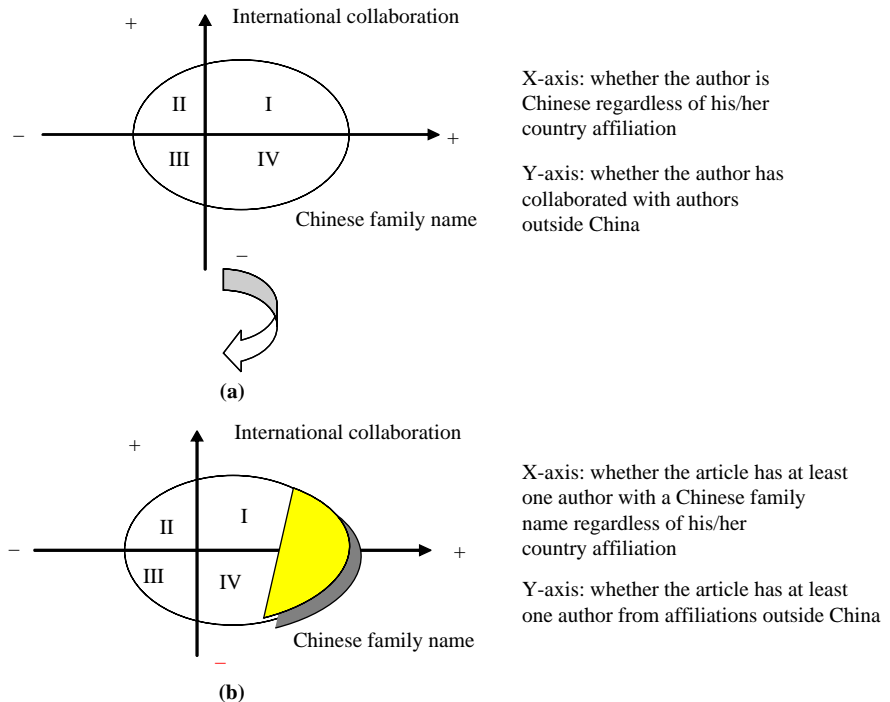 International collaboration
+
II
I
−
+
III
IV
Chinese family name
−
X-axis: whether the author is
Chinese regardless of his/her
country affiliation
Y-axis: whether the author has
collaborated with authors
outside China
(a)
International collaboration
+
I
II
−
+
III
IV
Chinese family name
−
X-axis: whether the article has at least
one author with a Chinese family
name regardless of his/her
country affiliation
Y-axis: whether the article has at least
one author from affiliations outside China
(b)